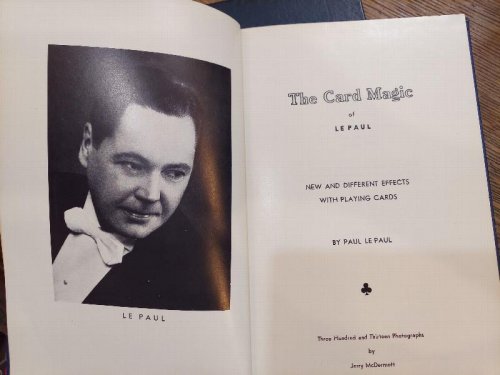 LE PAUL
The Card Magic
of
LE PAUL
NEW AND DIFFERENT EFFECTS
WITH PLAYING CARDS
BY PAUL LE PAUL
Three Hundred and Thirteen Photographs
by
Jerry McDermott